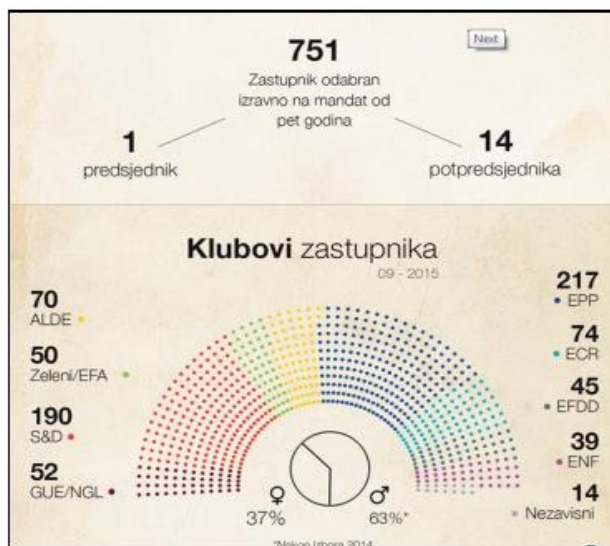 751
Next
Zastupnik odabran
izravno na mandat od
pet godina
1
predsjednik
14
potpredsjednika
Klubovi zastupnika
09 - 2015
70
ALDE
50
Zeleni/EFA
190
S&D
52
GUE/NGL
217
EPP
74
ECR
45
EFDD
39
ENF
14
Nezavisni
37%
63%*
*Nakon Izbora 2014